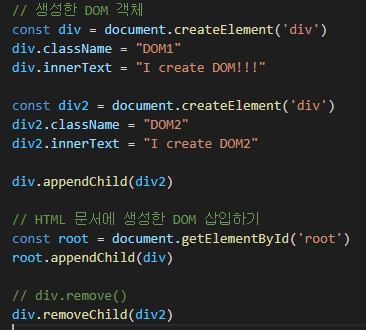 // 생성한 DOM 객체
const div = document.createElement('div')
div.className = "DOM1"
div.innerText = "I create DOM!!!"
const div2 = document.createElement('div')
div2.className = "DOM2"
div2.innerText = "I create DOM2"
div.appendChild(div2)
// HTML 문서에 생성한 DOM 삽입하기
const root = document.getElementById('root')
root.appendChild(div)
// div.remove()
div.removeChild(div2)